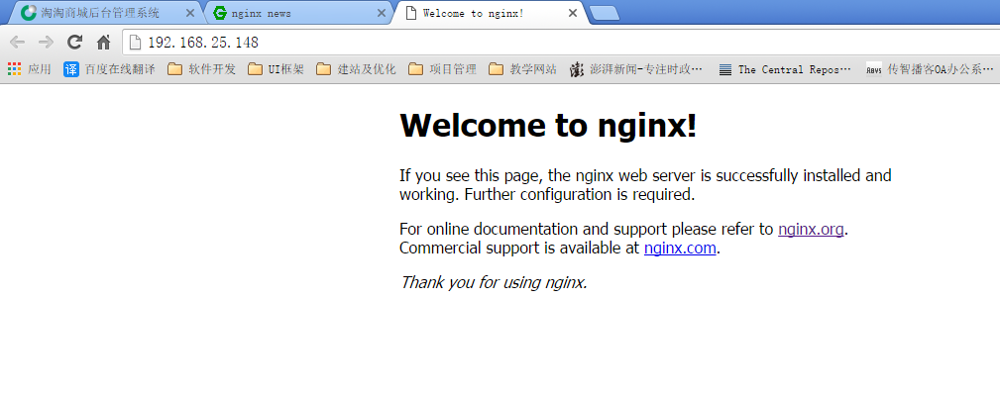 淘淘商城后台管理系统 nginx news Welcome to nginx!
192.168.25.148
应用 百度在线翻译 软件开发 UI框架 建站及优化 项目管理 教学网站 澎湃新闻-专注时政… The Central Repos… 传智播客OA办公系…
Welcome to nginx!
If you see this page, the nginx web server is successfully installed and
working. Further configuration is required.
For online documentation and support please refer to nginx.org.
Commercial support is available at nginx.com.
Thank you for using nginx.